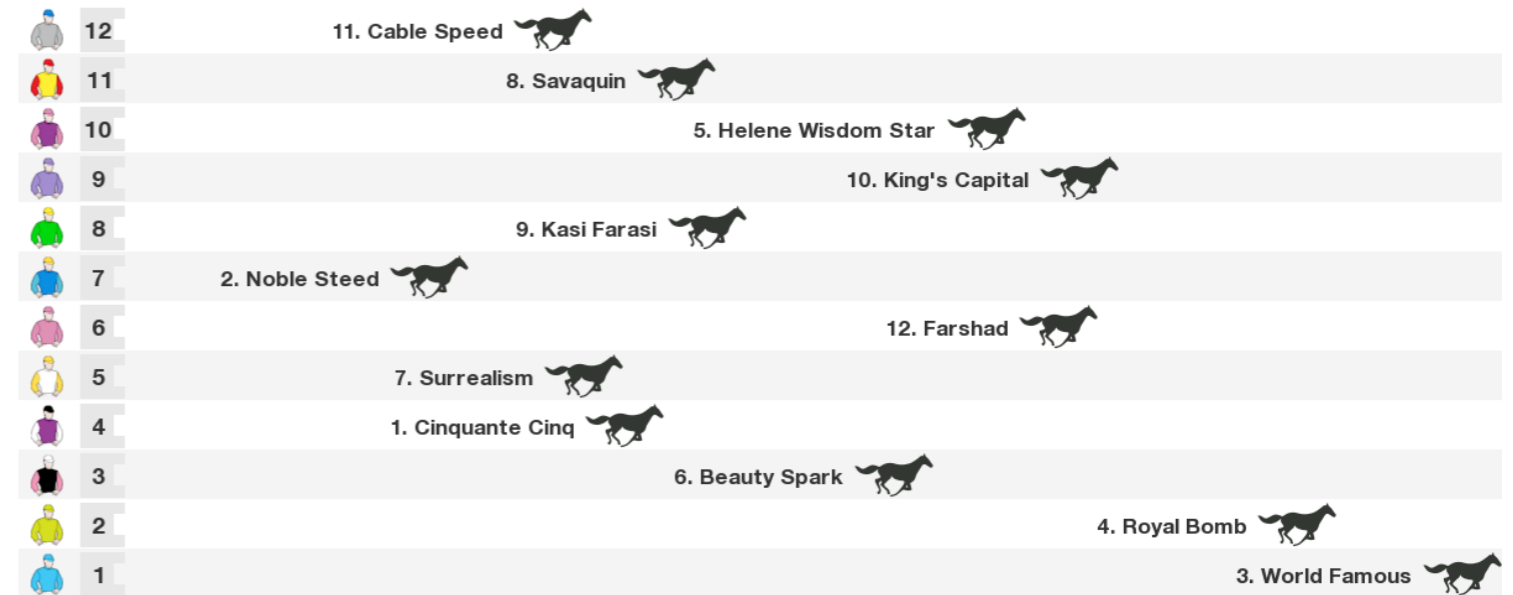 12 11. Cable Speed
11 8. Savaquin
10 5. Helene Wisdom Star
9 10. King's Capital
8 9. Kasi Farasi
7 2. Noble Steed
6 12. Farshad
5 7. Surrealism
4 1. Cinquante Cinq
3 6. Beauty Spark
2 4. Royal Bomb
1 3. World Famous